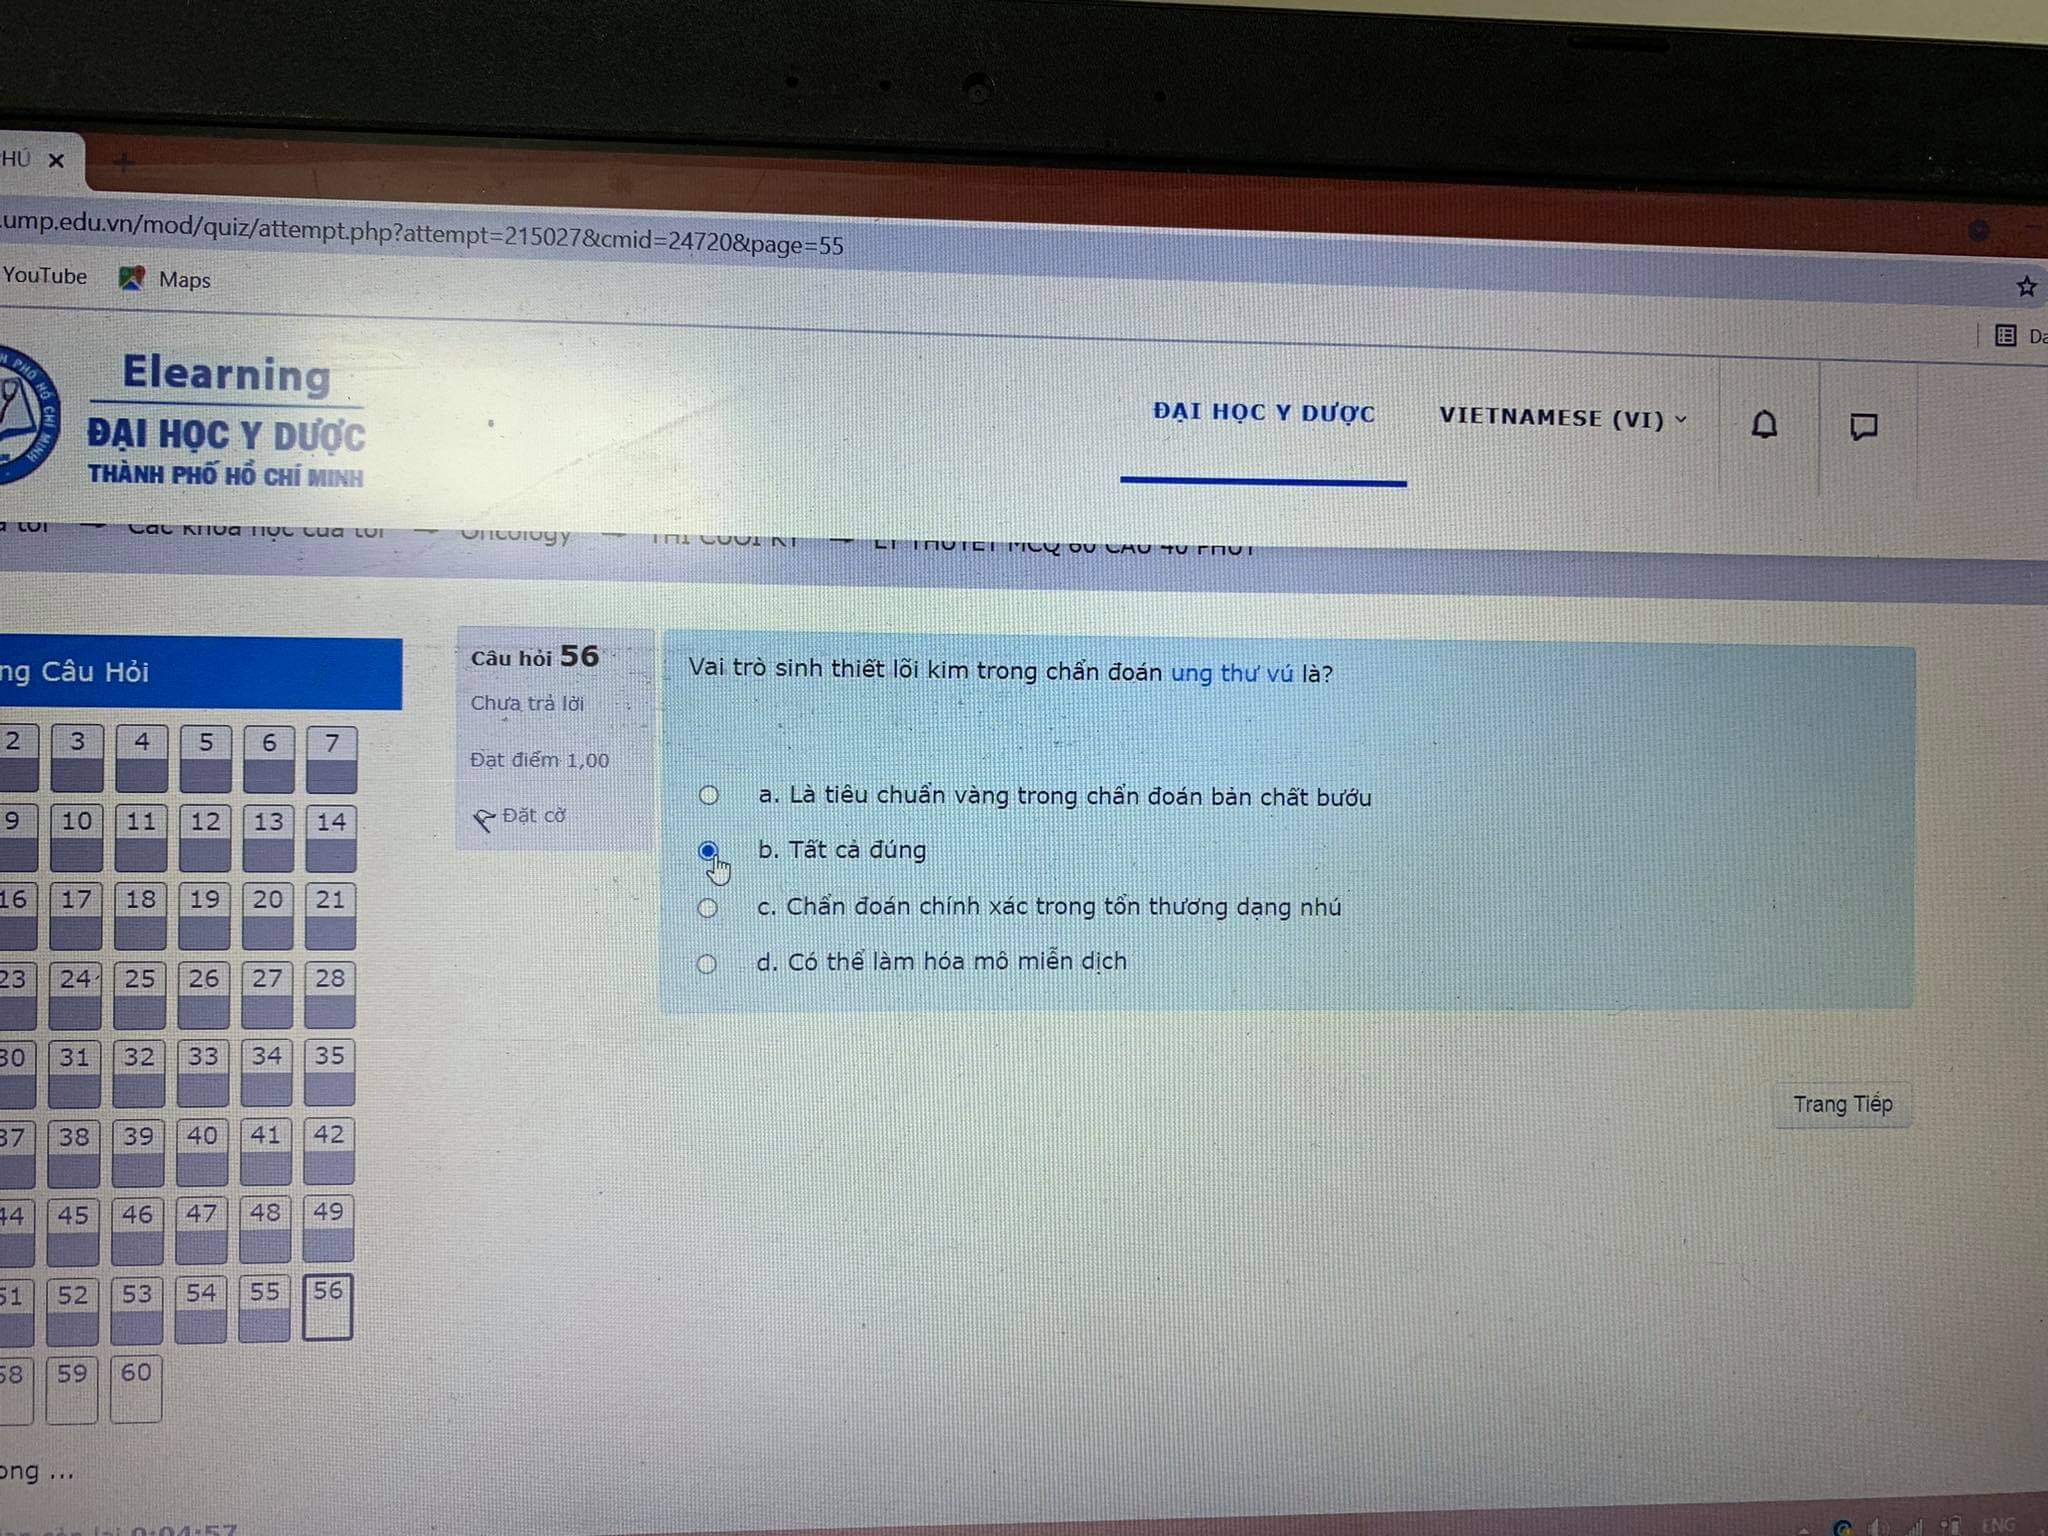 HÚ
.ump.edu.vn/mod/quiz/attempt.php?attempt=215027&cmid=24720&page=55
YouTube Maps
Elearning
ĐẠI HỌC Y DƯỢC
THÀNH PHỐ HỒ CHÍ MINH
ĐẠI HỌC Y DƯỢC VIETNAMESE (VI)
Các khoá học của tôi → Oncology → THI CUỐI KỲ → LÝ THUYẾT MCQ 60 CÂU 40 PHÚT
ng Câu Hỏi
2 3 4 5 6 7
9 10 11 12 13 14
16 17 18 19 20 21
23 24 25 26 27 28
30 31 32 33 34 35
37 38 39 40 41 42
44 45 46 47 48 49
51 52 53 54 55 56
58 59 60
ong ...
0:04:57
Câu hỏi 56
Chưa trả lời
Đạt điểm 1,00
Đặt cờ
Vai trò sinh thiết lõi kim trong chẩn đoán ung thư vú là?
a. Là tiêu chuẩn vàng trong chẩn đoán bản chất bướu
b. Tất cả đúng
c. Chẩn đoán chính xác trong tổn thương dạng nhú
d. Có thể làm hóa mô miễn dịch
Trang Tiếp
ENG